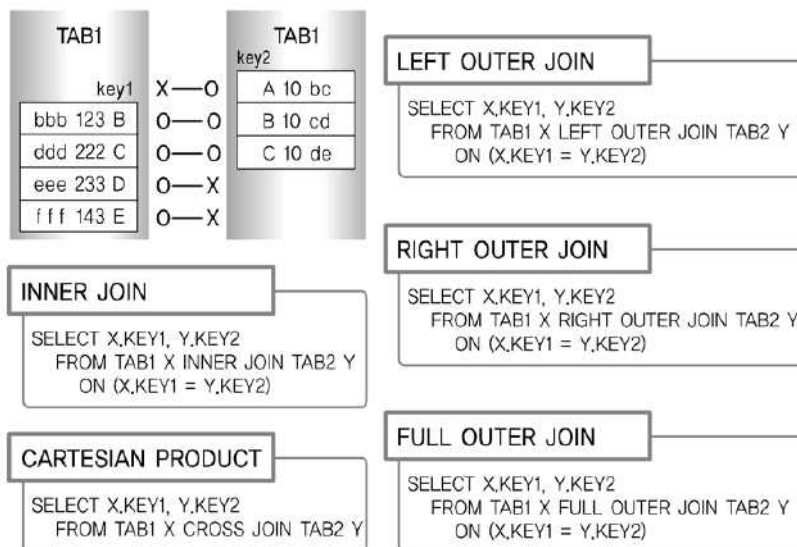 TAB1
key1
bbb 123 B
ddd 222 C
eee 233 D
f f f 143 E
X—O
O—O
O—O
O—X
O—X
TAB1
key2
A 10 bc
B 10 cd
C 10 de
INNER JOIN
SELECT X.KEY1, Y.KEY2
FROM TAB1 X INNER JOIN TAB2 Y
ON (X.KEY1 = Y.KEY2)
CARTESIAN PRODUCT
SELECT X.KEY1, Y.KEY2
FROM TAB1 X CROSS JOIN TAB2 Y
LEFT OUTER JOIN
SELECT X.KEY1, Y.KEY2
FROM TAB1 X LEFT OUTER JOIN TAB2 Y
ON (X.KEY1 = Y.KEY2)
RIGHT OUTER JOIN
SELECT X.KEY1, Y.KEY2
FROM TAB1 X RIGHT OUTER JOIN TAB2 Y
ON (X.KEY1 = Y.KEY2)
FULL OUTER JOIN
SELECT X.KEY1, Y.KEY2
FROM TAB1 X FULL OUTER JOIN TAB2 Y
ON (X.KEY1 = Y.KEY2)